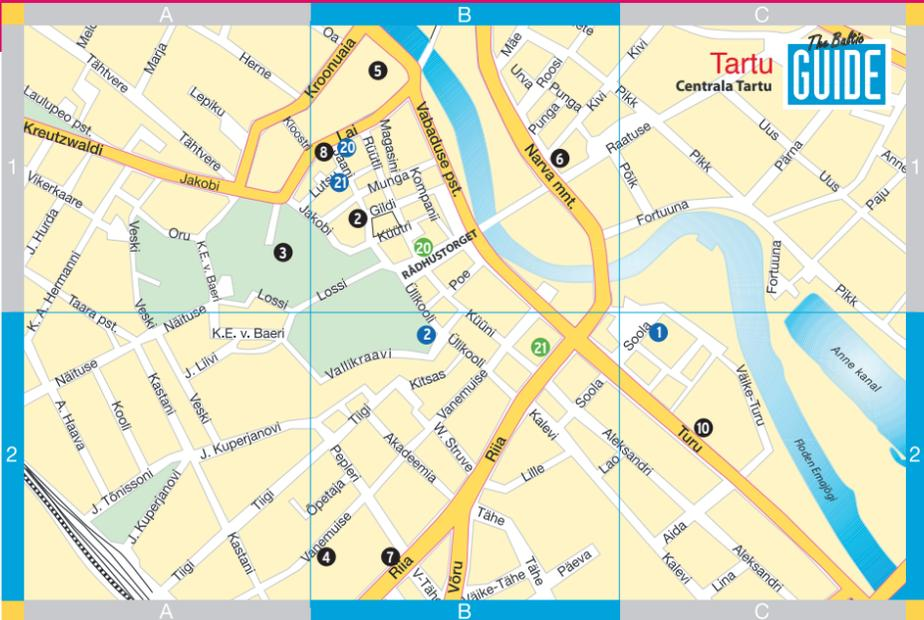 A
B
C
The Baltic
GUIDE
Tartu
Centrala Tartu
1
1
2
2
Tähtvere
Marja
Herne
Lepiku
Laulupeo pst.
Kreutzwaldi
Tähtvere
Jakobi
Vikerkaare
J. Hurda
K. A. Hermanni
Veski
Oru
K.E. v. Baeri
3
Lossi
Veski
Taara pst.
Näituse
K.E. v. Baeri
Kroonuaia
Oa
5
Lai
8
20
21
Magasini
Rüütli
Munga
Kompanii
Gildi
2
Küütri
Jakobi
20
RÅDHUSTORGET
Lossi
Vabaduse pst.
Poe
Ülikooli
Mäe
Urva
Roosi
Punga
Punga
Kivi
6
Narva mnt.
Kivi
Pikk
Raatuse
Põik
Pikk
Uus
Pärna
Uus
Paju
Fortuuna
Fortuuna
Pikk
Näituse
J. Liivi
A. Haava
Kooli
Kastani
Veski
J. Kuperjanovi
J. Tõnissoni
J. Kuperjanovi
Tiigi
Tiigi
Kastani
2
Küüni
Ülikooli
Vallikraavi
Kitsas
Vanemuise
Tiigi
Akadeemia
W. Struve
Pepleri
Õpetaja
Vanemuise
4
7
Riia
Riia
V-Täh
Võru
Väike-Tähe
Tähe
Tähe
Päeva
Lille
Kalevi
Soola
21
Soola
1
Väike-Turu
10
Turu
Aleksandri
Lao
Aida
Kalevi
Lina
Aleksandri
Anne kanal
Floden Emajõgi
A
B
C